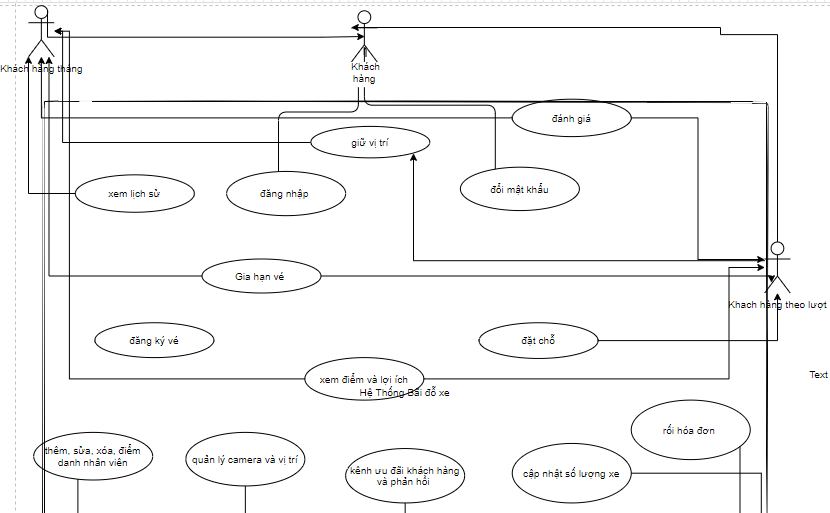 Khách hàng tháng
Khách
hàng
đánh giá
giữ vị trí
xem lịch sử
đăng nhập
đổi mật khẩu
Gia hạn vé
Khach hàng theo lượt
đăng ký vé
đặt chỗ
xem điểm và lợi ích
Hệ Thống Bãi đỗ xe
Text
rối hóa đơn
thêm, sửa, xóa, điểm
danh nhân viên
quản lý camera và vị trí
kênh ưu đãi khách hàng
và phản hồi
cập nhật số lượng xe